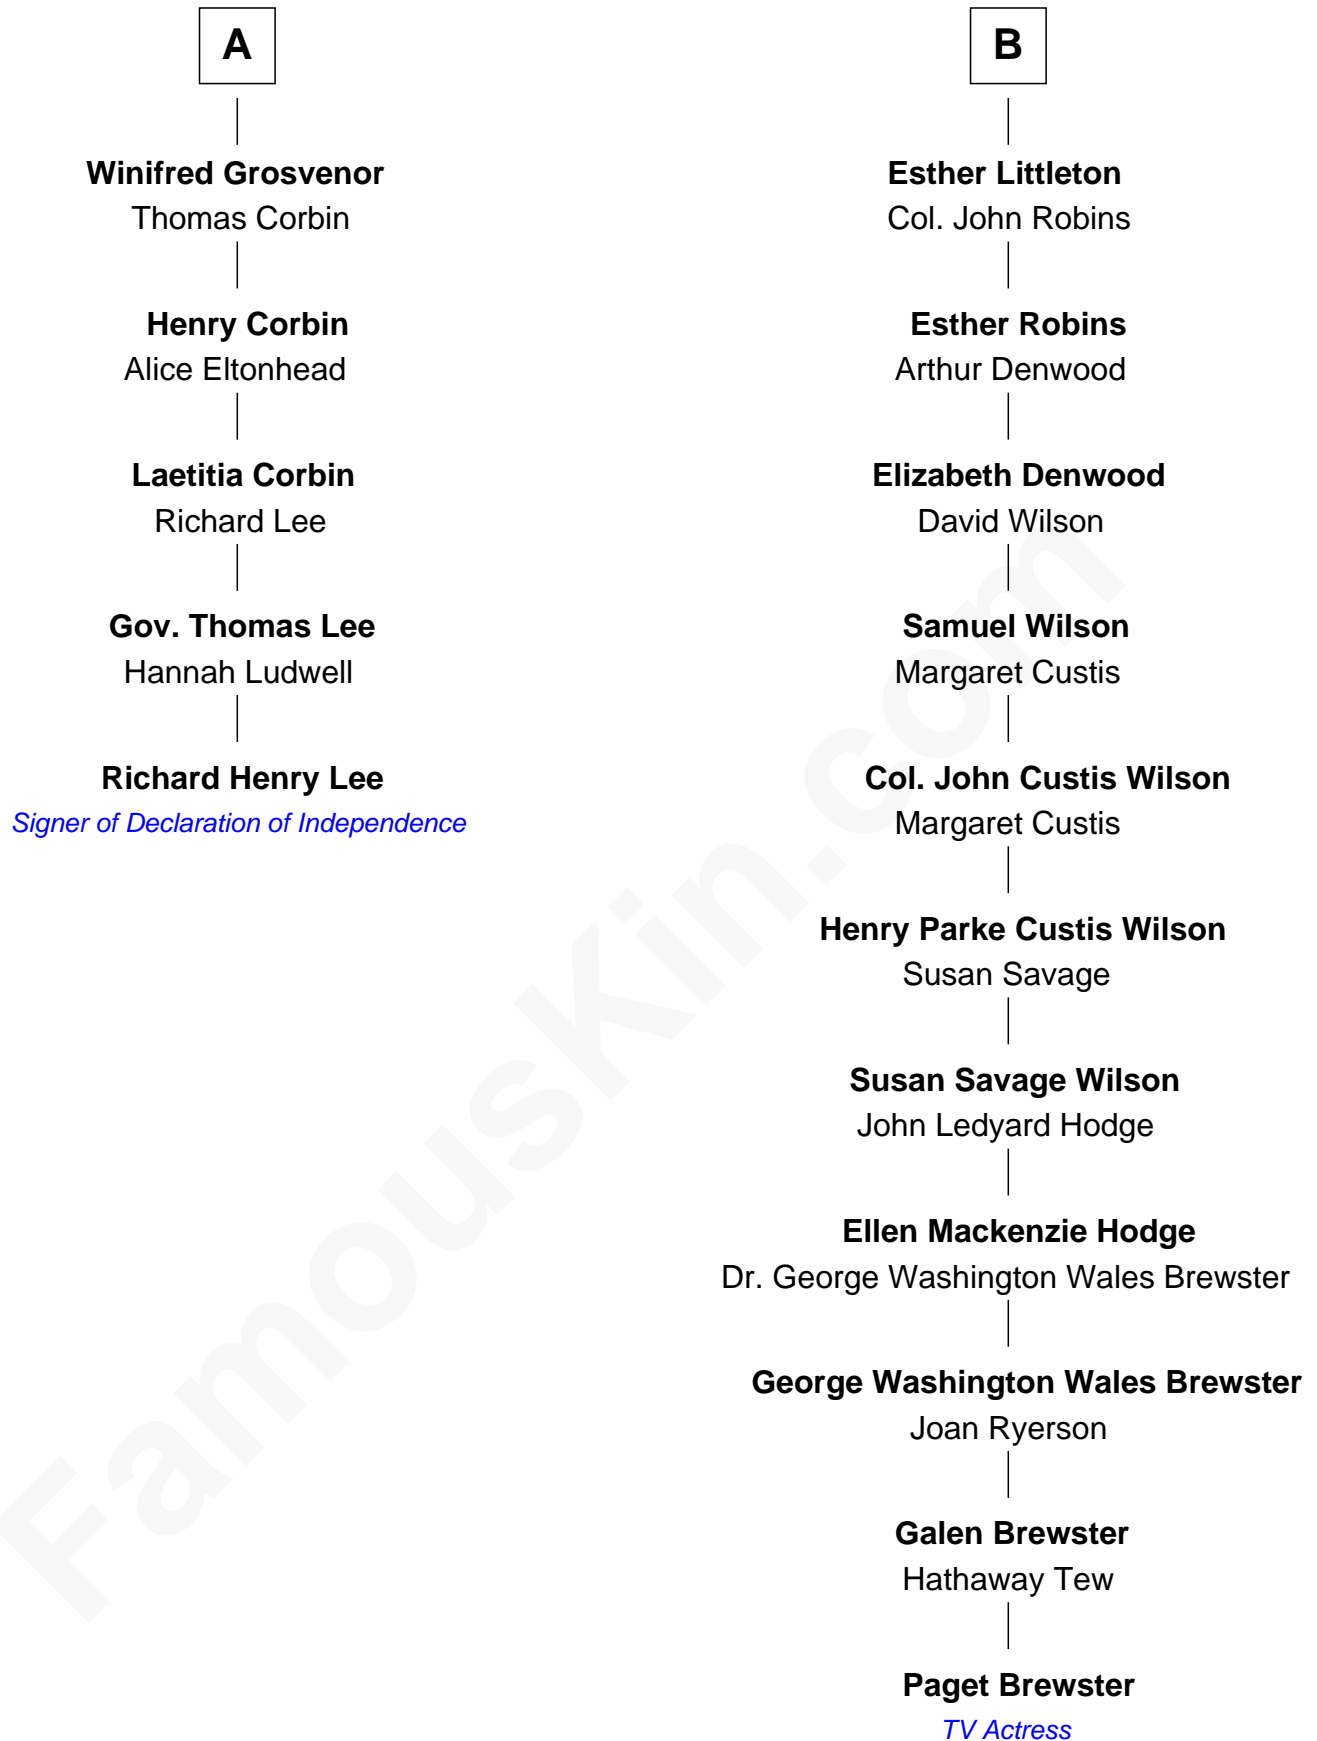 A
Winifred Grosvenor
Thomas Corbin
Henry Corbin
Alice Eltonhead
Laetitia Corbin
Richard Lee
Gov. Thomas Lee
Hannah Ludwell
Richard Henry Lee
Signer of Declaration of Independence
B
Esther Littleton
Col. John Robins
Esther Robins
Arthur Denwood
Elizabeth Denwood
David Wilson
Samuel Wilson
Margaret Custis
Col. John Custis Wilson
Margaret Custis
Henry Parke Custis Wilson
Susan Savage
Susan Savage Wilson
John Ledyard Hodge
Ellen Mackenzie Hodge
Dr. George Washington Wales Brewster
George Washington Wales Brewster
Joan Ryerson
Galen Brewster
Hathaway Tew
Paget Brewster
TV Actress
FamousKin.com